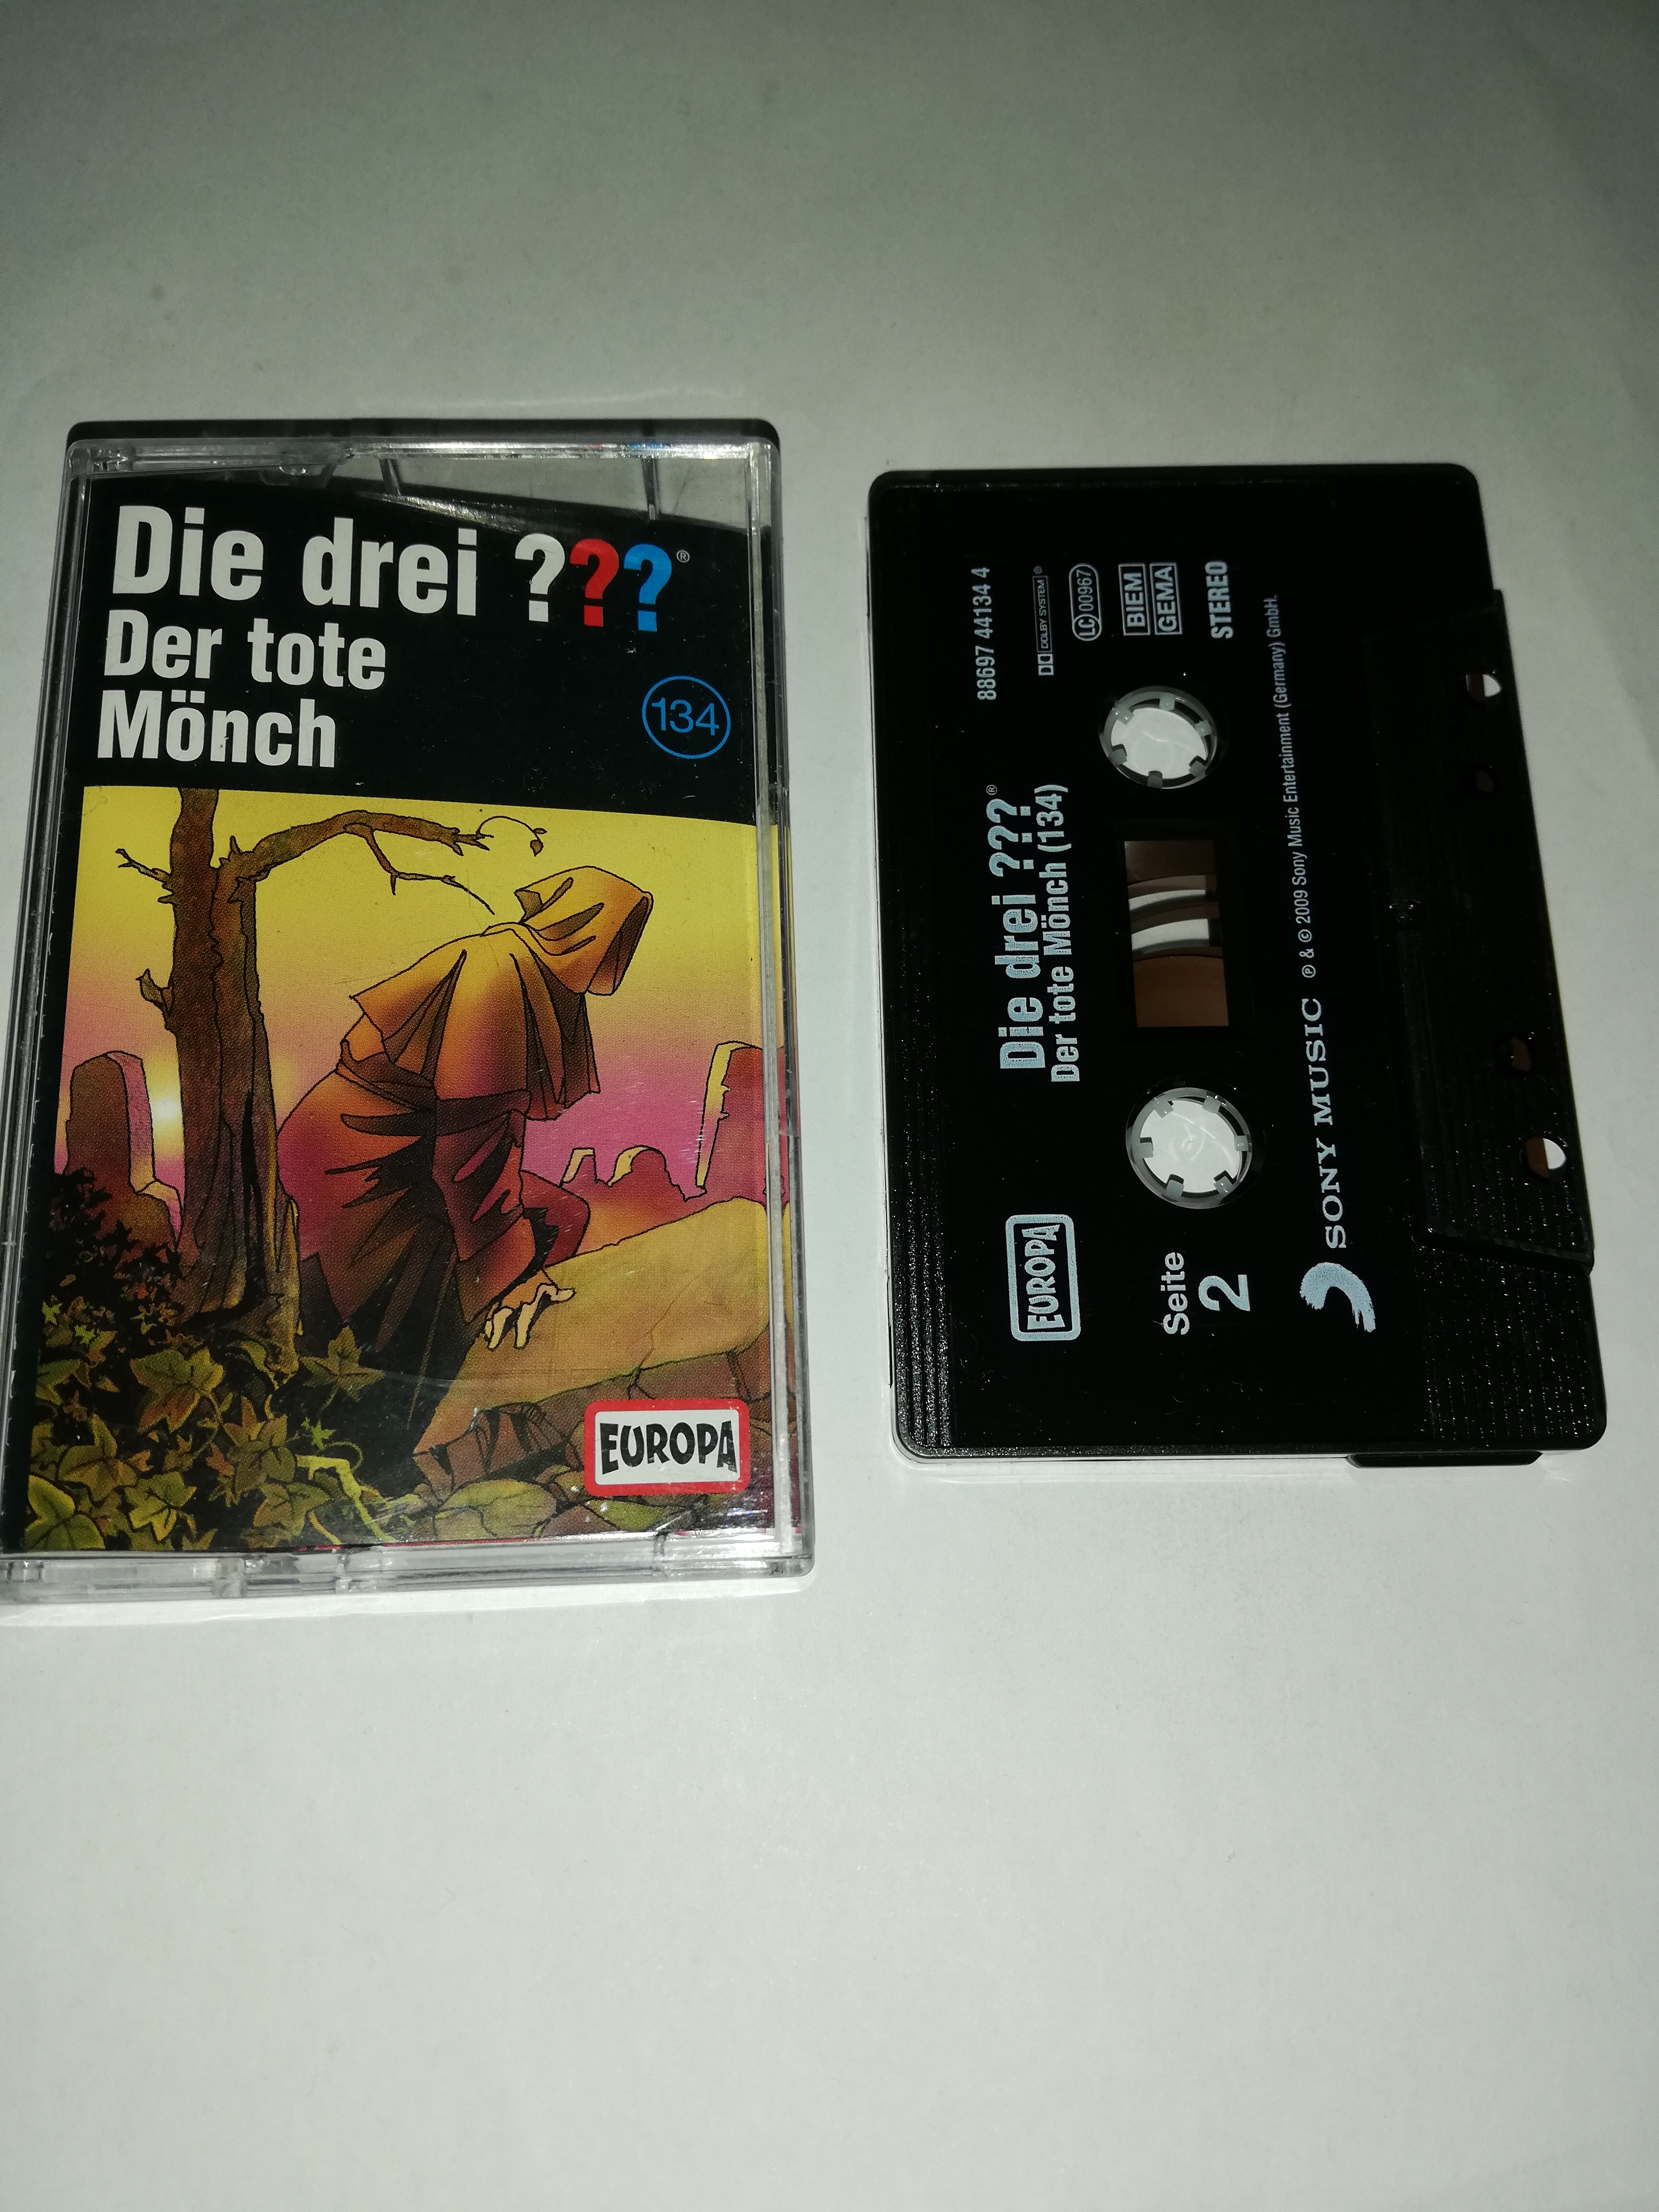 Die drei ???®
Der tote
Mönch
134
EUROPA
Die drei ???®
Der tote Mönch (134)
88697 44134 4
DOLBY SYSTEM®
LC 00967
BIEM
GEMA
STEREO
EUROPA
Seite
2
SONY MUSIC ℗ & © 2009 Sony Music Entertainment (Germany) GmbH.